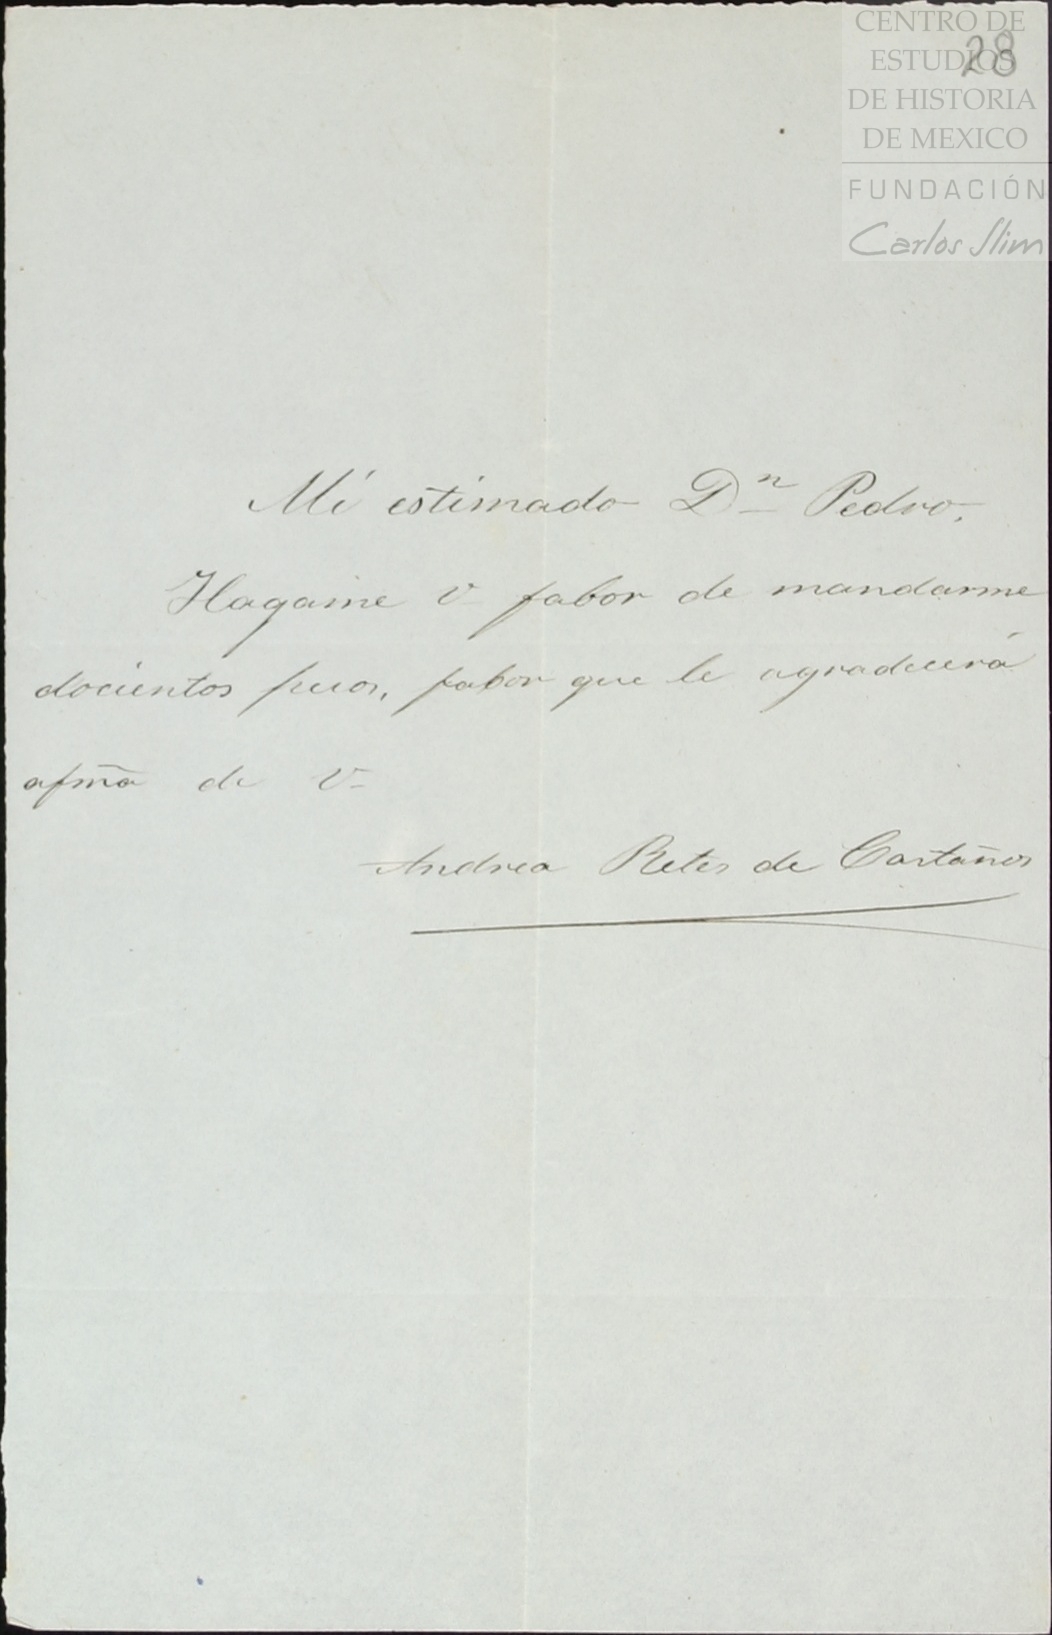 CENTRO DE
ESTUDIOS
DE HISTORIA
DE MEXICO
FUNDACIÓN
Carlos Slim
28
Mi estimado Dn Pedro.
Hagame V fabor de mandarme
docientos pesos, fabor que le agradecerá
afma de V
Andrea Retes de Castaños